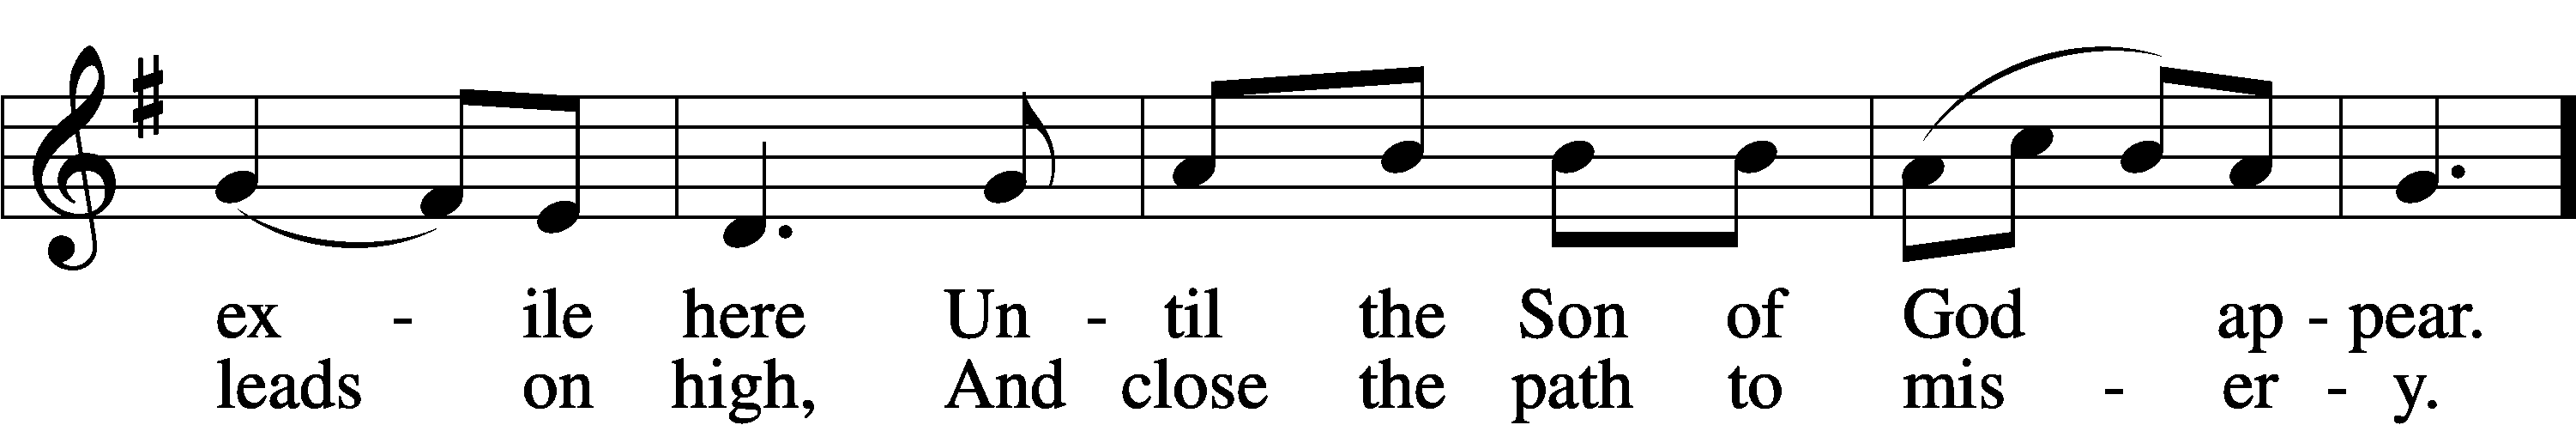 ex - ile here Un - til the Son of God ap - pear.
leads on high, And close the path to mis - er - y.